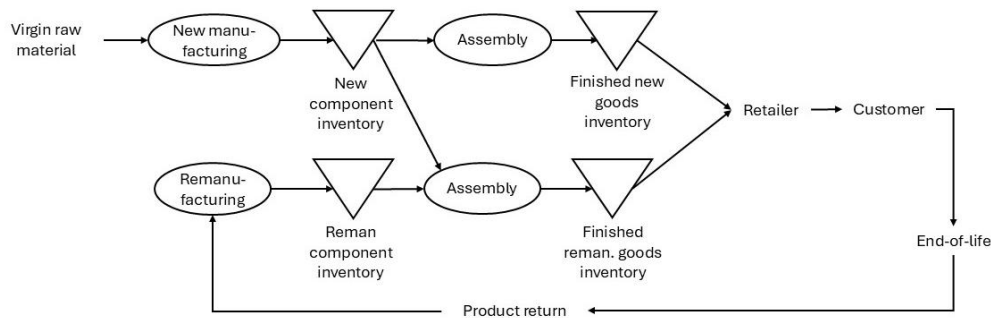 Virgin raw
material
New manu-
facturing
New
component
inventory
Assembly
Finished new
goods
inventory
Retailer
Customer
Remanu-
facturing
Reman
component
inventory
Assembly
Finished
reman. goods
inventory
End-of-life
Product return